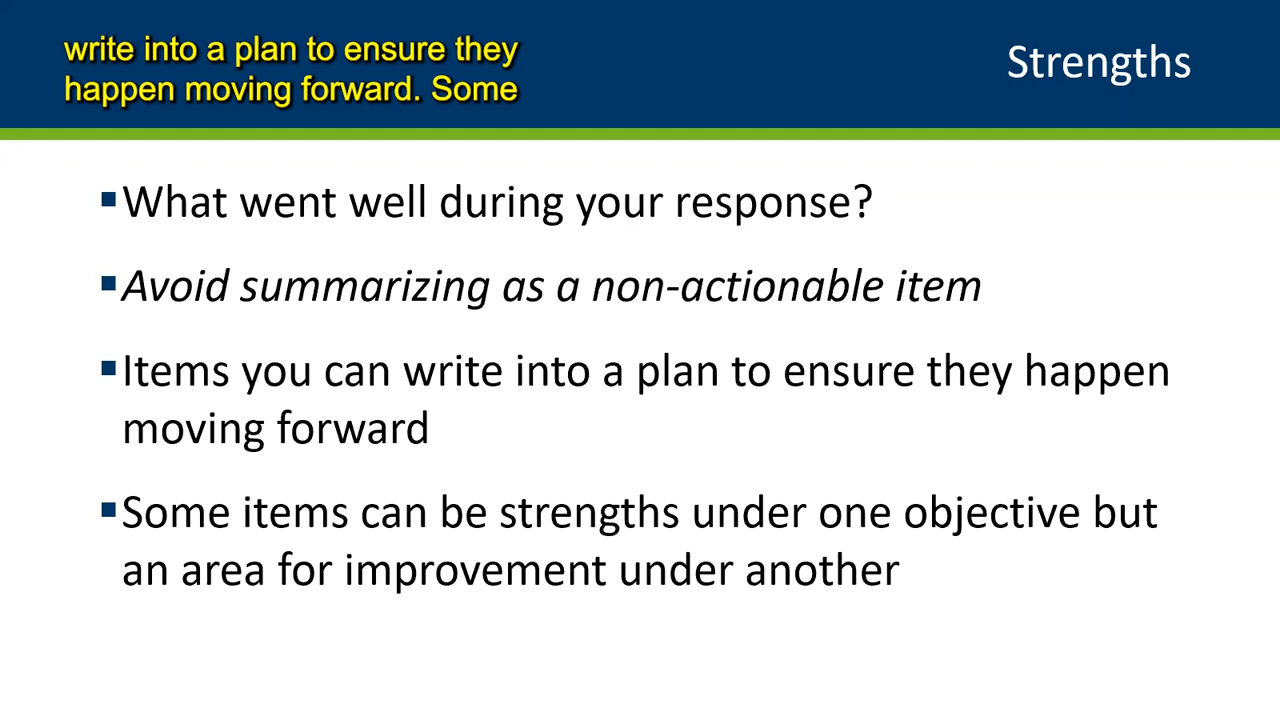 write into a plan to ensure they
happen moving forward. Some
Strengths
▪What went well during your response?
▪Avoid summarizing as a non-actionable item
▪Items you can write into a plan to ensure they happen
moving forward
▪Some items can be strengths under one objective but
an area for improvement under another